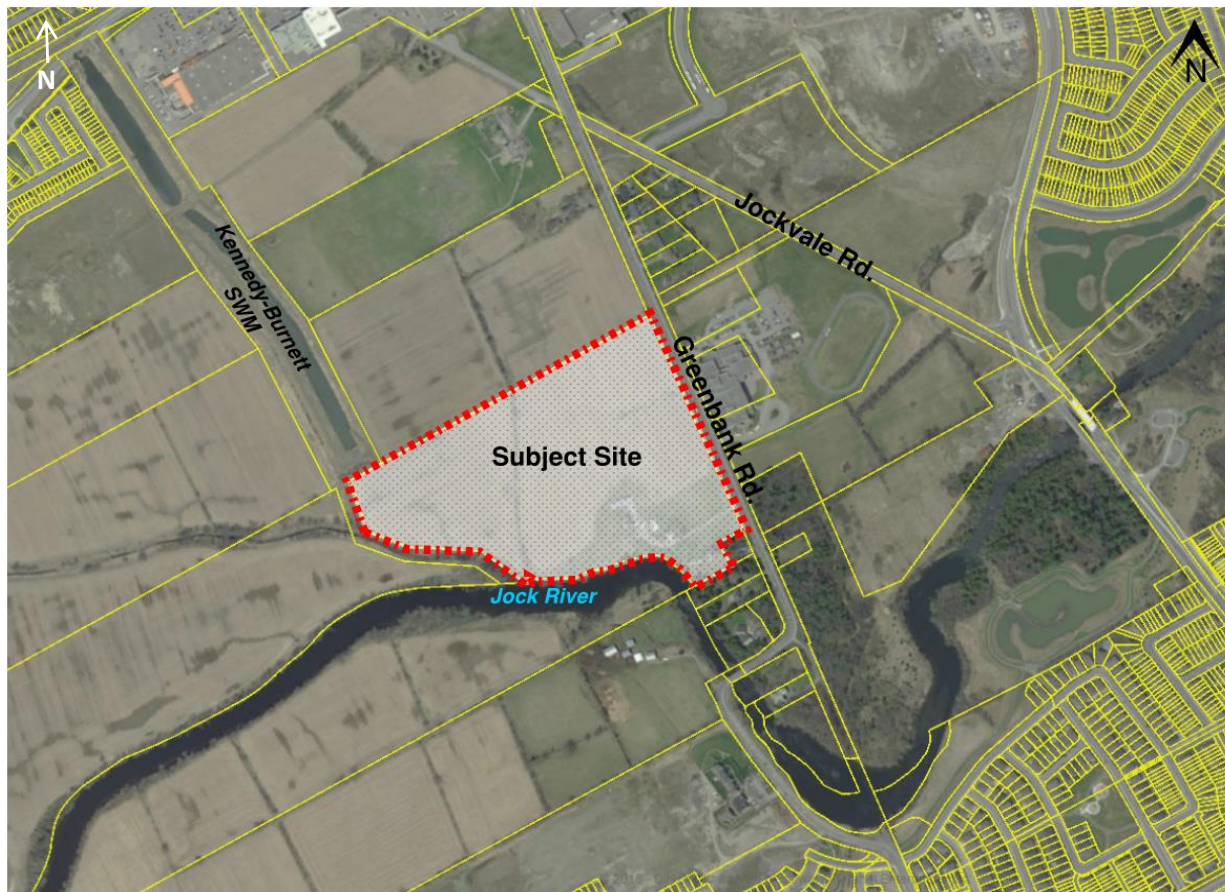 N
N
Jockvale Rd.
Kennedy-Burnett
SWM
Greenbank Rd.
Subject Site
Jock River